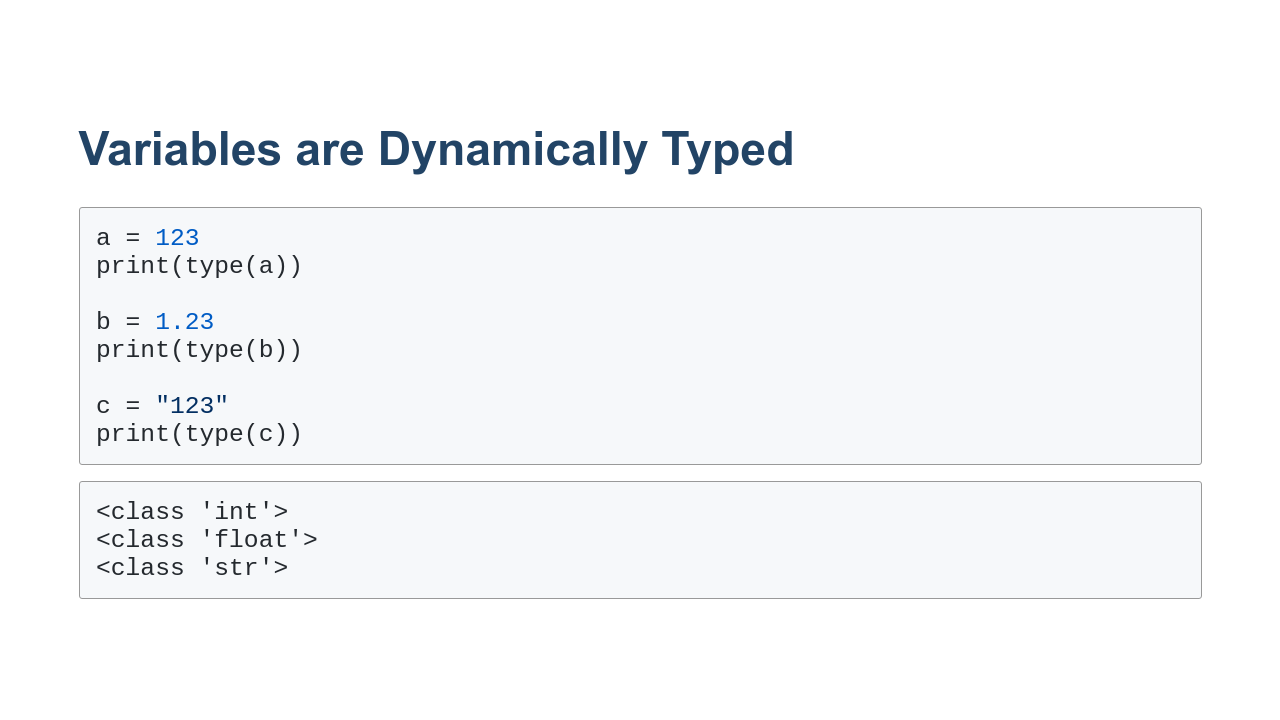 Variables are Dynamically Typed
a = 123
print(type(a))
b = 1.23
print(type(b))
c = "123"
print(type(c))
<class 'int'>
<class 'float'>
<class 'str'>